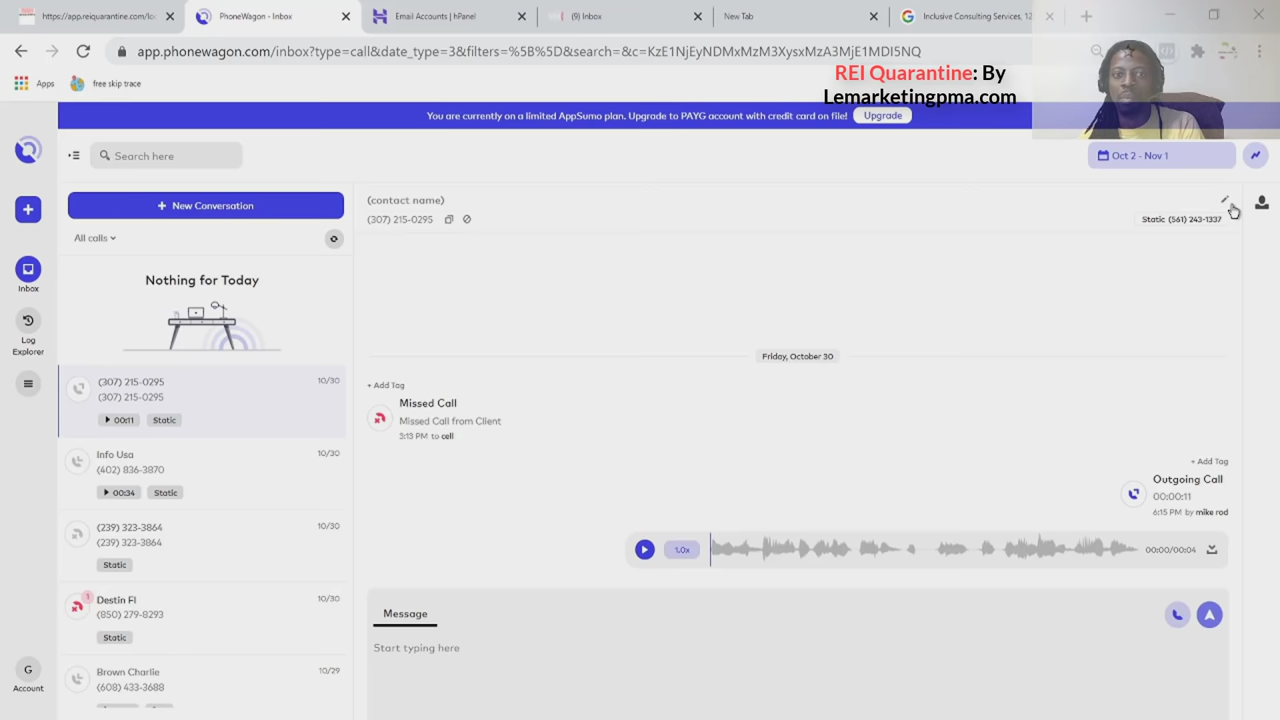 https://app.reiquarantine.com/lo
PhoneWagon - Inbox
Email Accounts | hPanel
(9) Inbox
New Tab
Inclusive Consulting Services, 12
app.phonewagon.com/inbox?type=call&date_type=3&filters=%5B%5D&search=&c=KzE1NjEyNDMxMzM3XysxMzA3MjE1MDI5NQ
Apps
free skip trace
REI Quarantine: By
Lemarketingpma.com
You are currently on a limited AppSumo plan. Upgrade to PAYG account with credit card on file!
Upgrade
Search here
Oct 2 - Nov 1
+ New Conversation
All calls
Nothing for Today
(307) 215-0295
10/30
(307) 215-0295
00:11
Static
Info Usa
10/30
(402) 836-3870
00:34
Static
(239) 323-3864
10/30
(239) 323-3864
Static
1
Destin Fl
10/30
(850) 279-8293
Static
Brown Charlie
10/29
(608) 433-3688
Inbox
Log
Explorer
G
Account
(contact name)
(307) 215-0295
Static (561) 243-1337
Friday, October 30
+ Add Tag
Missed Call
Missed Call from Client
5:13 PM to cell
+ Add Tag
Outgoing Call
00:00:11
6:15 PM by mike rod
1.0x
00:00/00:04
Message
Start typing here